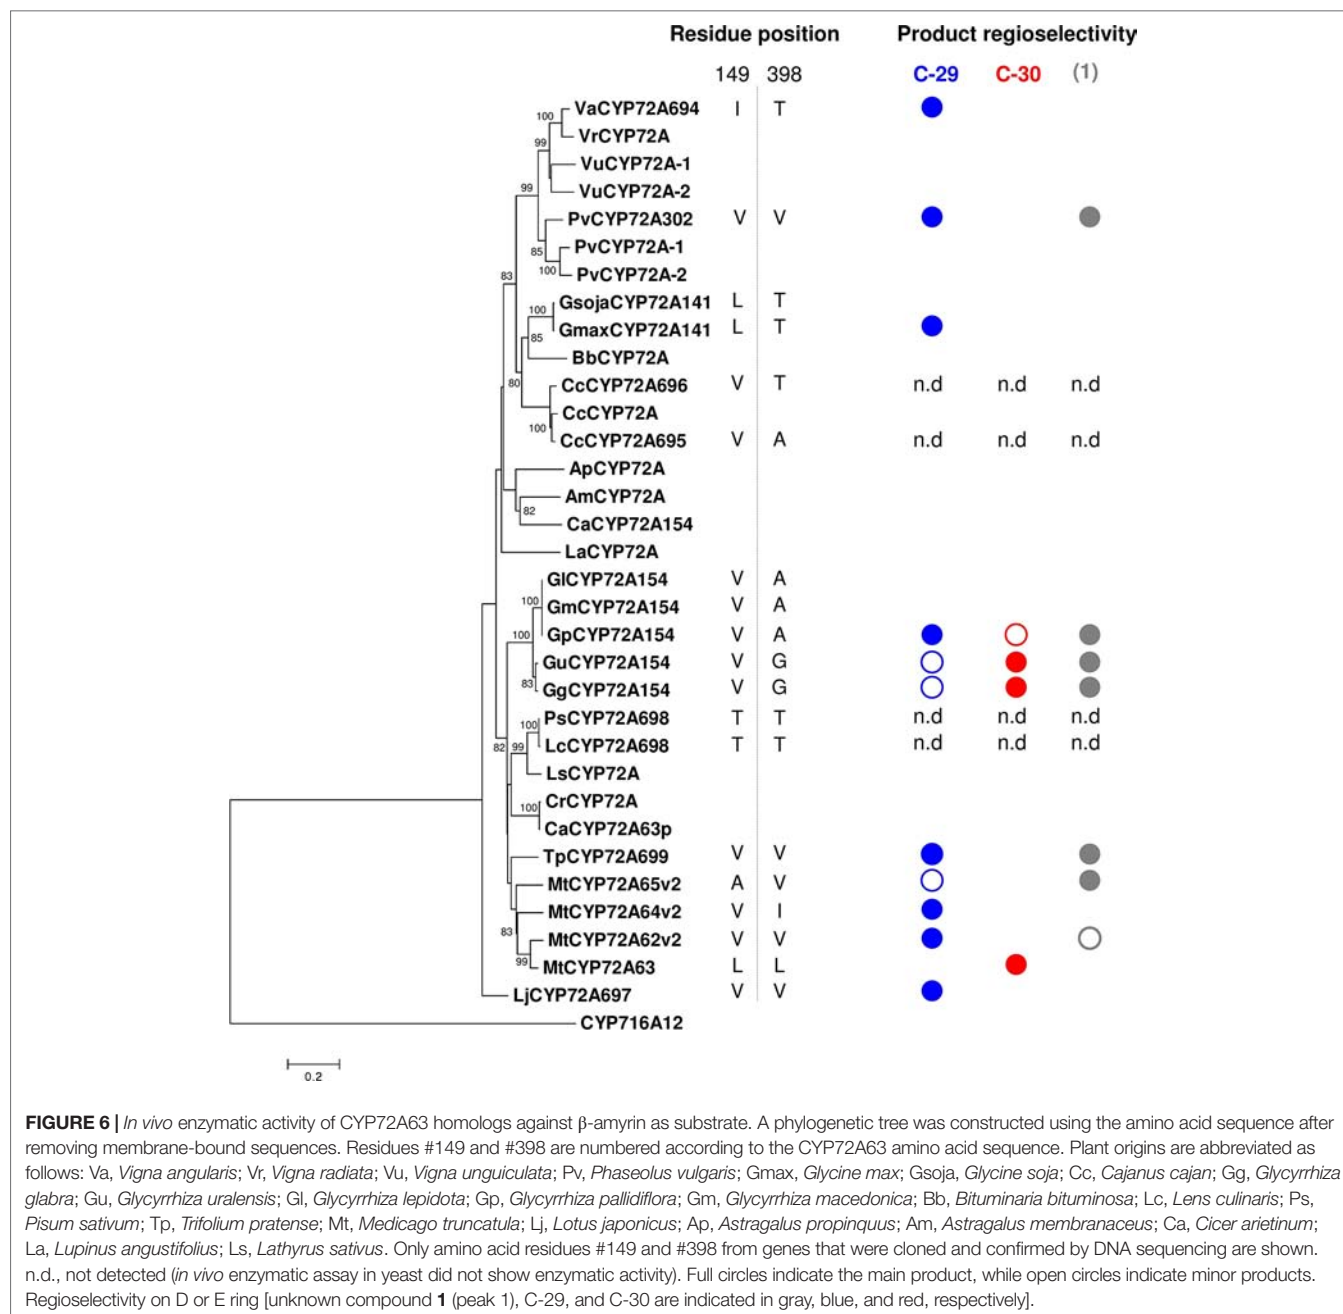 Residue position Product regioselectivity
149 398 C-29 C-30 (1)
100 VaCYP72A694 I T
VrCYP72A
99 VuCYP72A-1
99 VuCYP72A-2
PvCYP72A302 V V
85 PvCYP72A-1
83 100 PvCYP72A-2
100 GsojaCYP72A141 L T
85 GmaxCYP72A141 L T
BbCYP72A
80 CcCYP72A696 V T n.d n.d n.d
CcCYP72A
100 CcCYP72A695 V A n.d n.d n.d
ApCYP72A
AmCYP72A
82 CaCYP72A154
LaCYP72A
GlCYP72A154 V A
100 GmCYP72A154 V A
100 GpCYP72A154 V A
GuCYP72A154 V G
83 GgCYP72A154 V G
100 PsCYP72A698 T T n.d n.d n.d
82 99 LcCYP72A698 T T n.d n.d n.d
LsCYP72A
100 CrCYP72A
CaCYP72A63p
TpCYP72A699 V V
MtCYP72A65v2 A V
MtCYP72A64v2 V I
83 MtCYP72A62v2 V V
99 MtCYP72A63 L L
LjCYP72A697 V V
CYP716A12
0.2
FIGURE 6 | In vivo enzymatic activity of CYP72A63 homologs against β-amyrin as substrate. A phylogenetic tree was constructed using the amino acid sequence after
removing membrane-bound sequences. Residues #149 and #398 are numbered according to the CYP72A63 amino acid sequence. Plant origins are abbreviated as
follows: Va, Vigna angularis; Vr, Vigna radiata; Vu, Vigna unguiculata; Pv, Phaseolus vulgaris; Gmax, Glycine max; Gsoja, Glycine soja; Cc, Cajanus cajan; Gg, Glycyrrhiza
glabra; Gu, Glycyrrhiza uralensis; Gl, Glycyrrhiza lepidota; Gp, Glycyrrhiza pallidiflora; Gm, Glycyrrhiza macedonica; Bb, Bituminaria bituminosa; Lc, Lens culinaris; Ps,
Pisum sativum; Tp, Trifolium pratense; Mt, Medicago truncatula; Lj, Lotus japonicus; Ap, Astragalus propinquus; Am, Astragalus membranaceus; Ca, Cicer arietinum;
La, Lupinus angustifolius; Ls, Lathyrus sativus. Only amino acid residues #149 and #398 from genes that were cloned and confirmed by DNA sequencing are shown.
n.d., not detected (in vivo enzymatic assay in yeast did not show enzymatic activity). Full circles indicate the main product, while open circles indicate minor products.
Regioselectivity on D or E ring [unknown compound 1 (peak 1), C-29, and C-30 are indicated in gray, blue, and red, respectively].